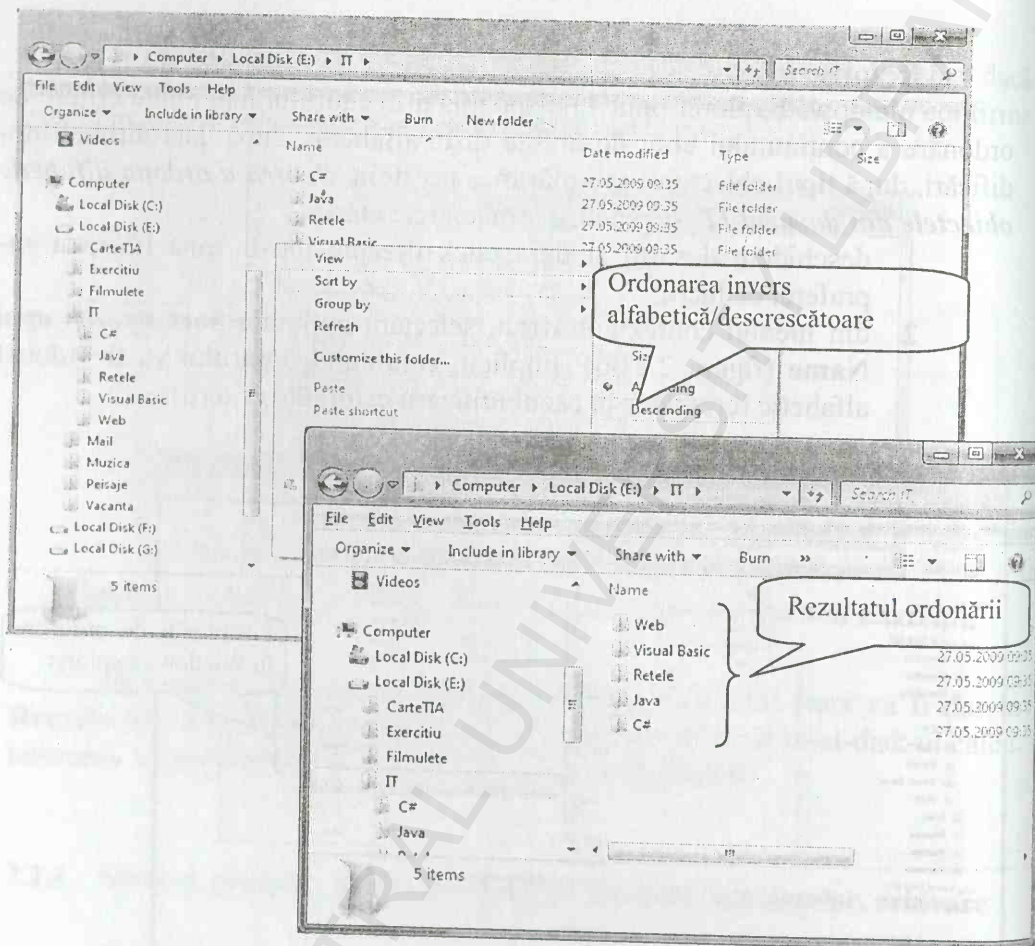 Computer ▸ Local Disk (E:) ▸ IT ▸
Search IT
File Edit View Tools Help
Organize ▾ Include in library ▾ Share with ▾ Burn New folder
Videos
Computer
Local Disk (C:)
Local Disk (E:)
CarteTIA
Exercitiu
Filmulete
IT
C#
Java
Retele
Visual Basic
Web
Mail
Muzica
Peisaje
Vacanta
Local Disk (F:)
Local Disk (G:)
5 items
Name Date modified Type Size
C# 27.05.2009 09:35 File folder
Java 27.05.2009 09:35 File folder
Retele 27.05.2009 09:35 File folder
Visual Basic 27.05.2009 09:35 File folder
View
Sort by
Group by
Refresh
Customize this folder...
Paste
Paste shortcut
Ordonarea invers
alfabetică/descrescătoare
Descending
Computer ▸ Local Disk (E:) ▸ IT ▸
Search IT
File Edit View Tools Help
Organize ▾ Include in library ▾ Share with ▾ Burn »
Videos
Computer
Local Disk (C:)
Local Disk (E:)
CarteTIA
Exercitiu
Filmulete
IT
C#
Java
5 items
Name
Web
Visual Basic 27.05.2009 09:35
Retele 27.05.2009 09:35
Java 27.05.2009 09:35
C# 27.05.2009 09:35
Rezultatul ordonării